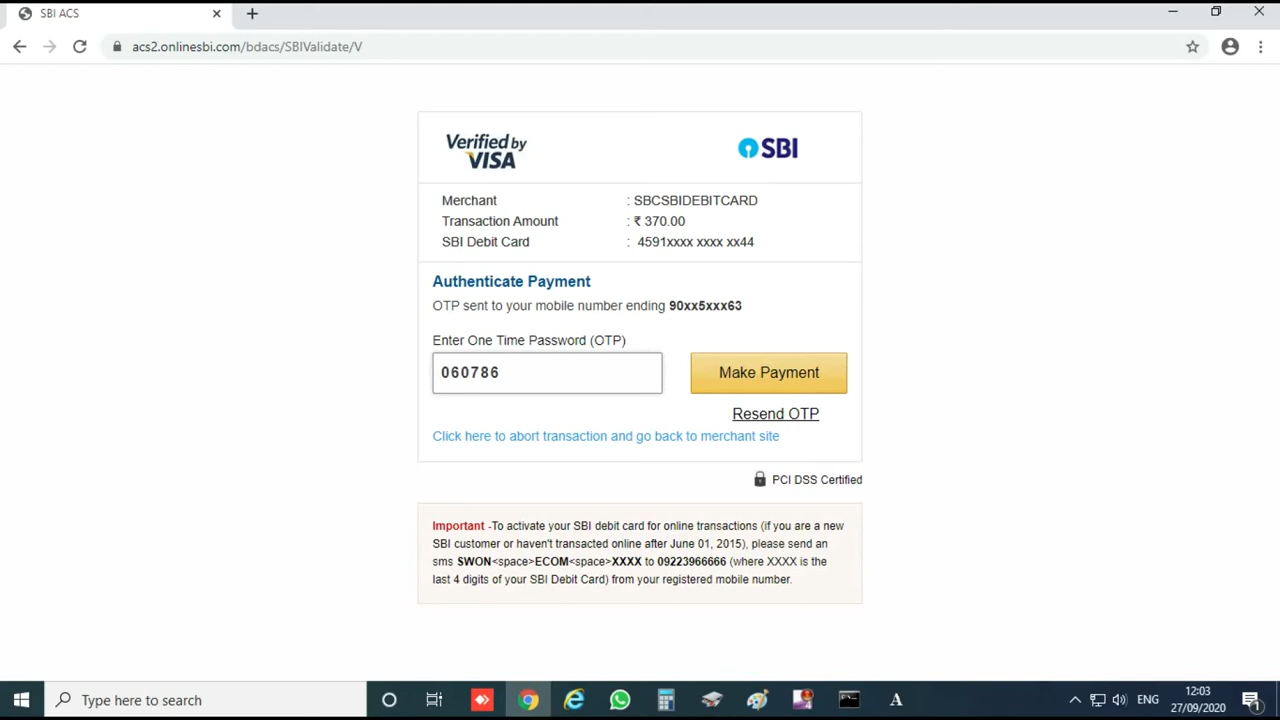 SBI ACS
acs2.onlinesbi.com/bdacs/SBIValidate/V
Verified by
VISA
SBI
Merchant : SBCSBIDEBITCARD
Transaction Amount : ₹ 370.00
SBI Debit Card : 4591xxxx xxxx xx44
Authenticate Payment
OTP sent to your mobile number ending 90xx5xxx63
Enter One Time Password (OTP)
060786
Make Payment
Resend OTP
Click here to abort transaction and go back to merchant site
PCI DSS Certified
Important -To activate your SBI debit card for online transactions (if you are a new
SBI customer or haven't transacted online after June 01, 2015), please send an
sms SWON<space>ECOM<space>XXXX to 09223966666 (where XXXX is the
last 4 digits of your SBI Debit Card) from your registered mobile number.
Type here to search
A
ENG
12:03
27/09/2020
1